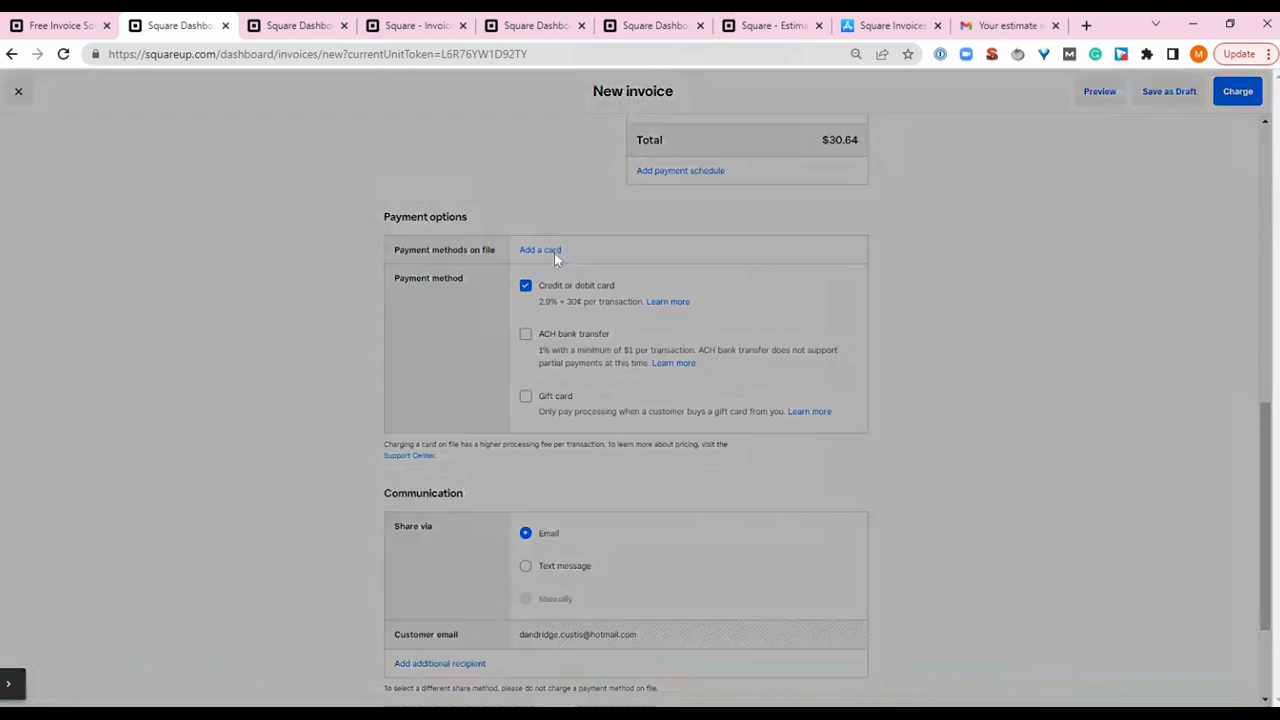 Free Invoice So
Square Dashb
Square Dashbo
Square - Invoic
Square Dashbo
Square Dashbo
Square - Estima
Square Invoices
Your estimate w
https://squareup.com/dashboard/invoices/new?currentUnitToken=L6R76YW1D92TY
M
Update
New invoice
Preview
Save as Draft
Charge
Total $30.64
Add payment schedule
Payment options
Payment methods on file Add a card
Payment method
Credit or debit card
2.9% + 30¢ per transaction. Learn more
ACH bank transfer
1% with a minimum of $1 per transaction. ACH bank transfer does not support
partial payments at this time. Learn more
Gift card
Only pay processing when a customer buys a gift card from you. Learn more
Charging a card on file has a higher processing fee per transaction. To learn more about pricing, visit the
Support Center.
Communication
Share via
Email
Text message
Manually
Customer email dandridge.custis@hotmail.com
Add additional recipient
To select a different share method, please do not charge a payment method on file.